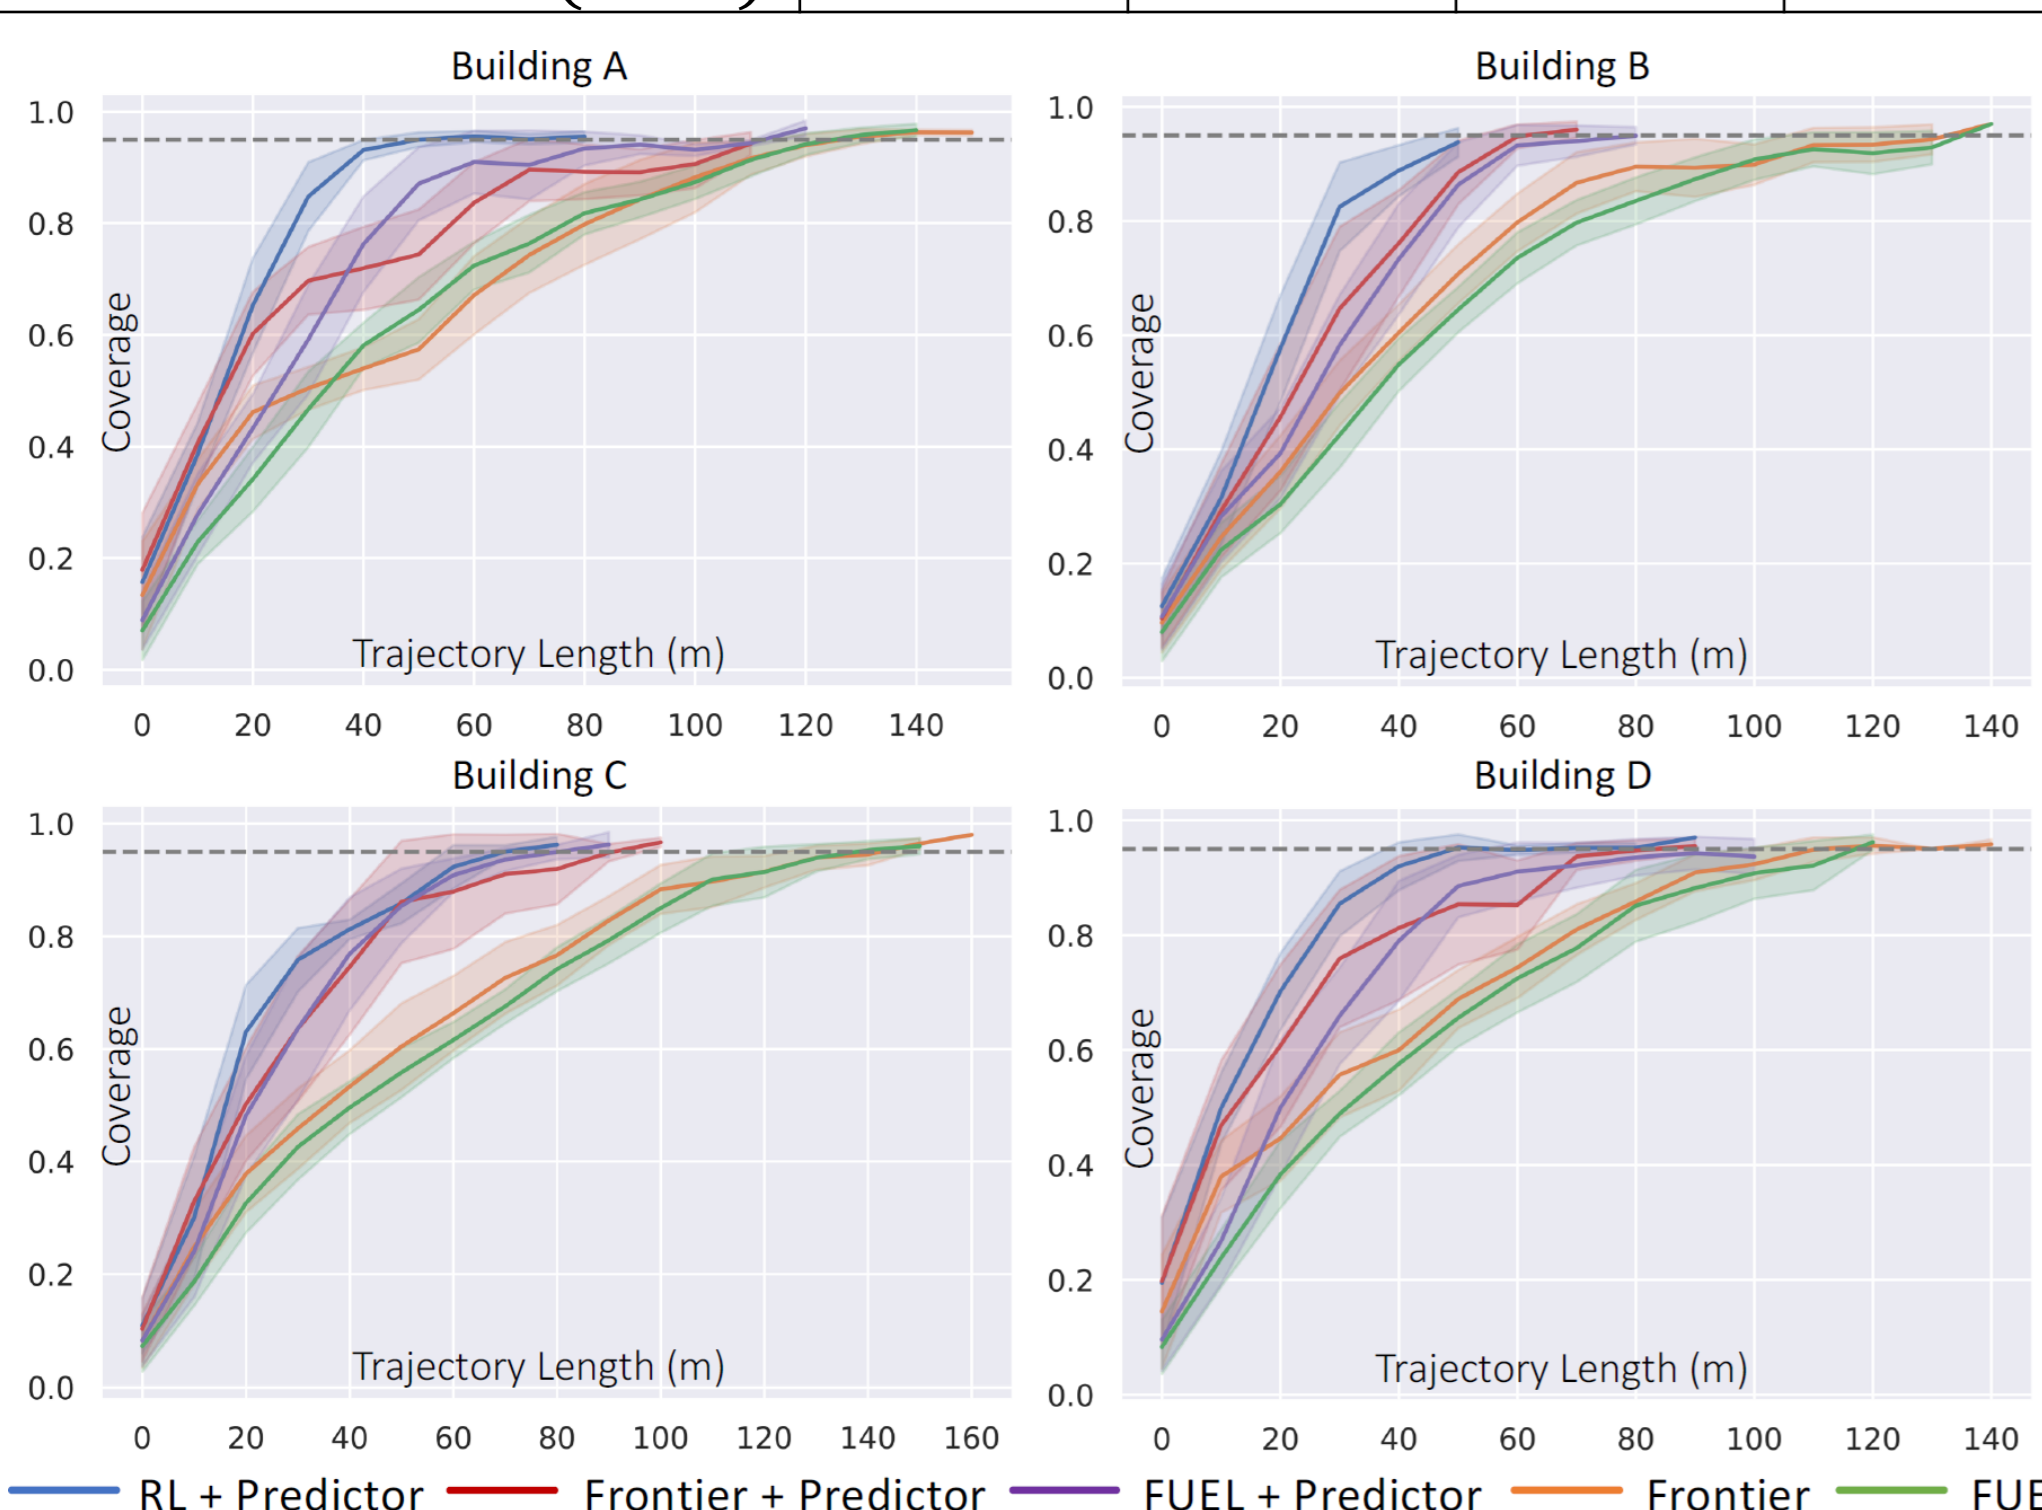 Building A
Building B
1.0
0.8
0.6
0.4
0.2
0.0
Coverage
Trajectory Length (m)
0 20 40 60 80 100 120 140
1.0
0.8
0.6
0.4
0.2
0.0
Coverage
Trajectory Length (m)
0 20 40 60 80 100 120 140
Building C
Building D
1.0
0.8
0.6
0.4
0.2
0.0
Coverage
Trajectory Length (m)
0 20 40 60 80 100 120 140 160
1.0
0.8
0.6
0.4
0.2
0.0
Coverage
Trajectory Length (m)
0 20 40 60 80 100 120 140
RL + Predictor Frontier + Predictor FUEL + Predictor Frontier